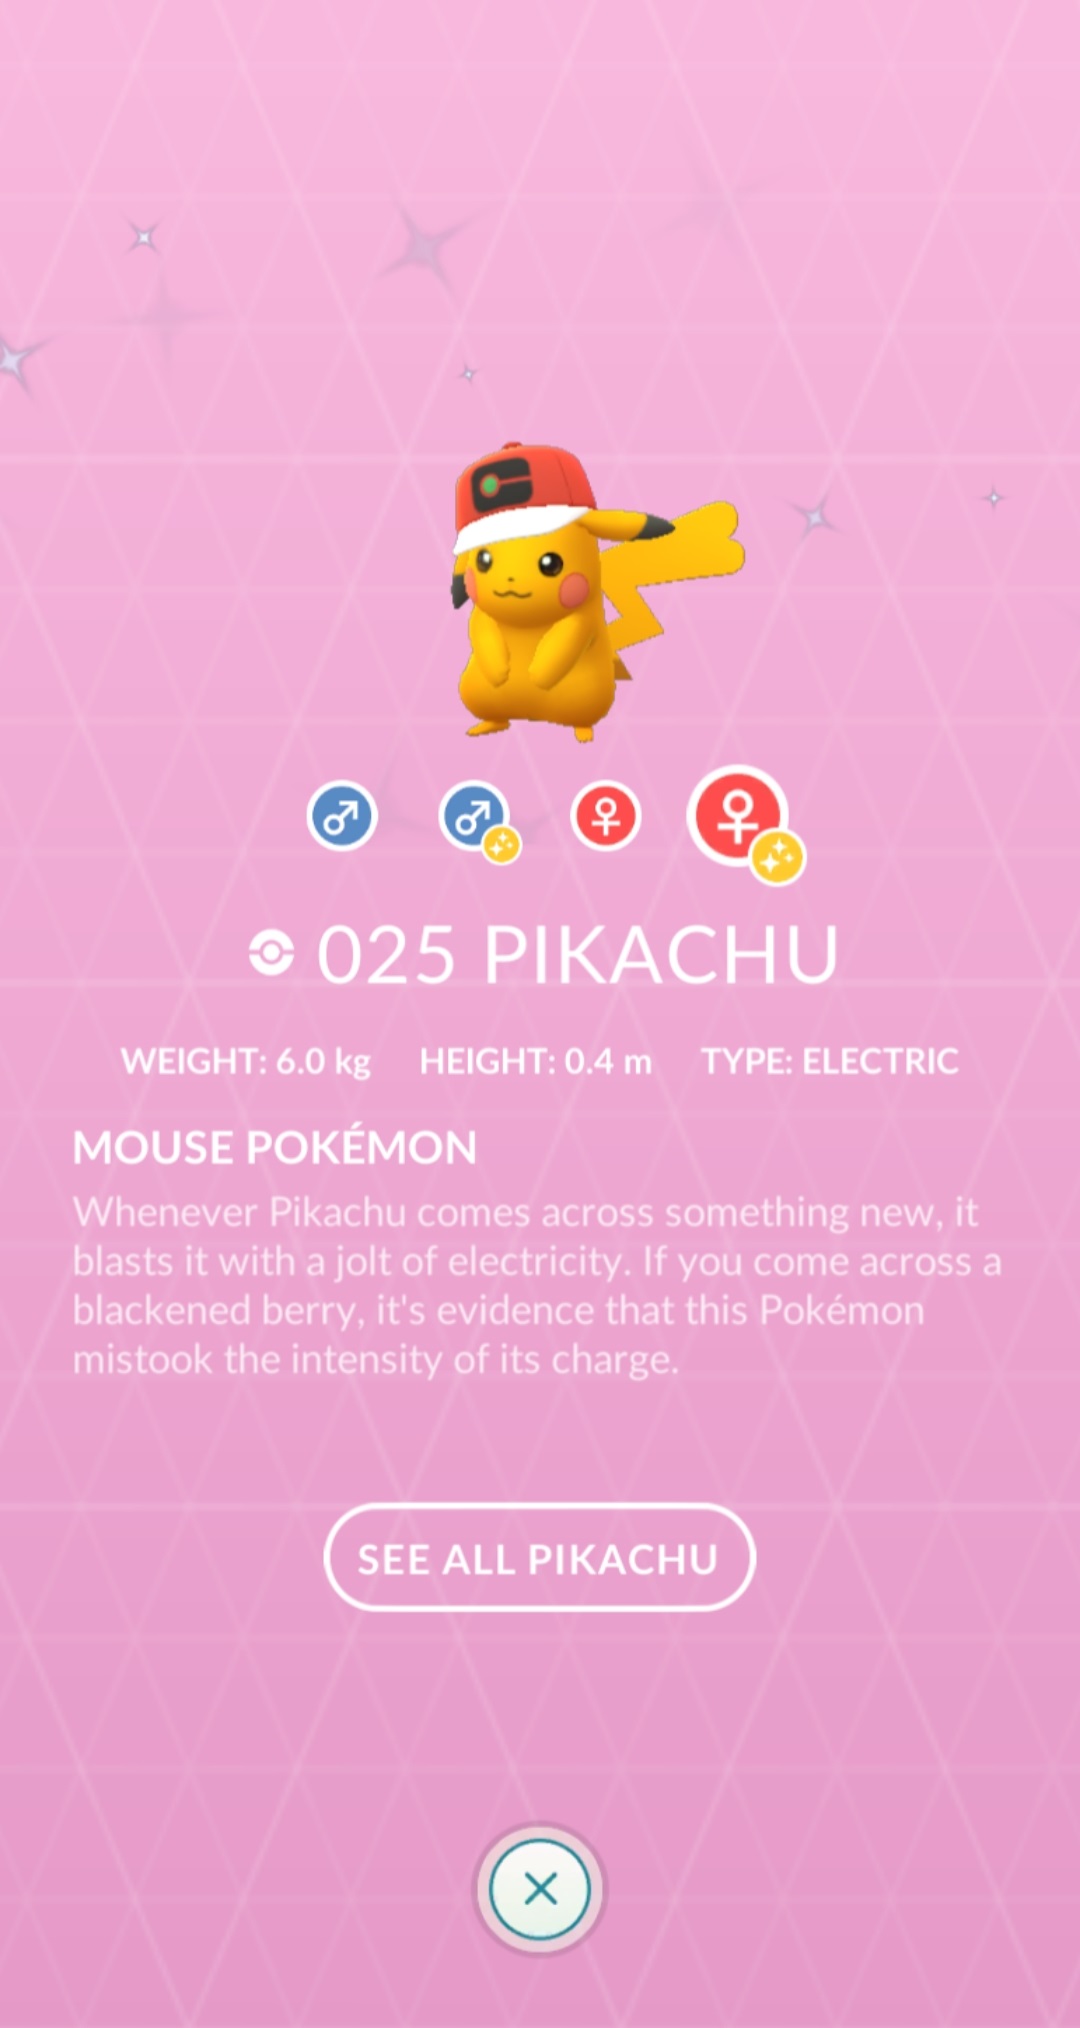 025 PIKACHU
WEIGHT: 6.0 kg HEIGHT: 0.4 m TYPE: ELECTRIC
MOUSE POKÉMON
Whenever Pikachu comes across something new, it
blasts it with a jolt of electricity. If you come across a
blackened berry, it's evidence that this Pokémon
mistook the intensity of its charge.
SEE ALL PIKACHU